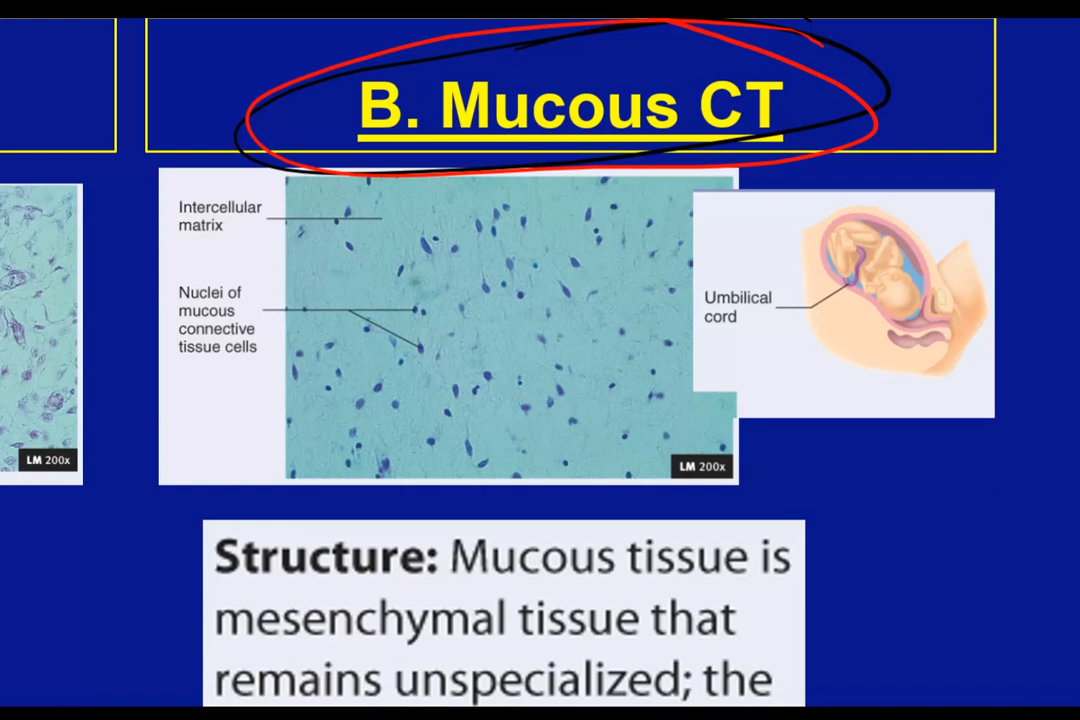 B. Mucous CT
Intercellular
matrix
Nuclei of
mucous
connective
tissue cells
LM 200x
LM 200x
Umbilical
cord
Structure: Mucous tissue is
mesenchymal tissue that
remains unspecialized; the